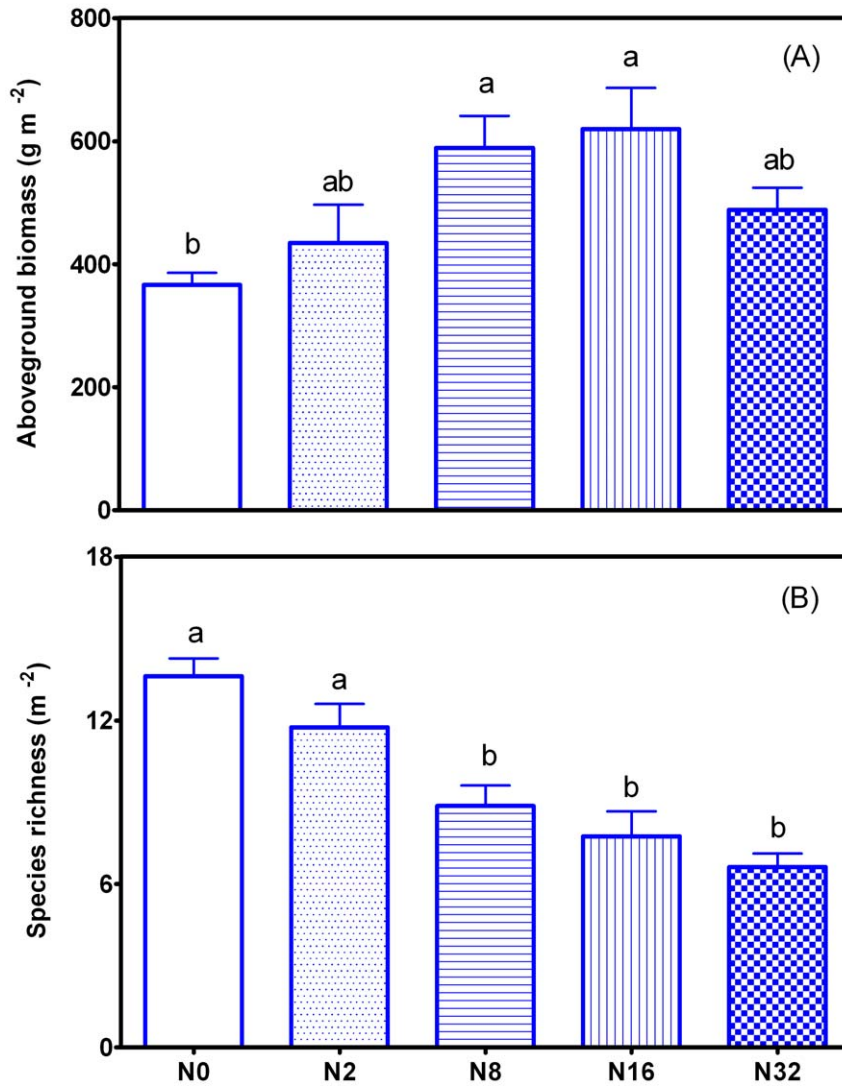 800
(A)
a
a
600
ab
ab
b
400
200
0
Aboveground biomass (g m -2)
18
(B)
a
a
12
b
b
b
6
0
Species richness (m -2)
N0 N2 N8 N16 N32